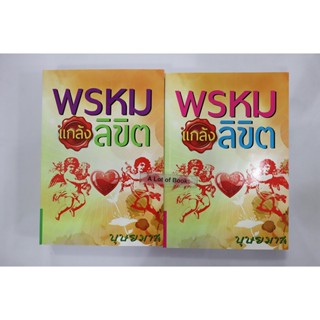 พรหม
แกล้ง
ลิขิต
บุษยมาส
พรหม
แกล้ง
ลิขิต
บุษยมาส
A Lot of Book